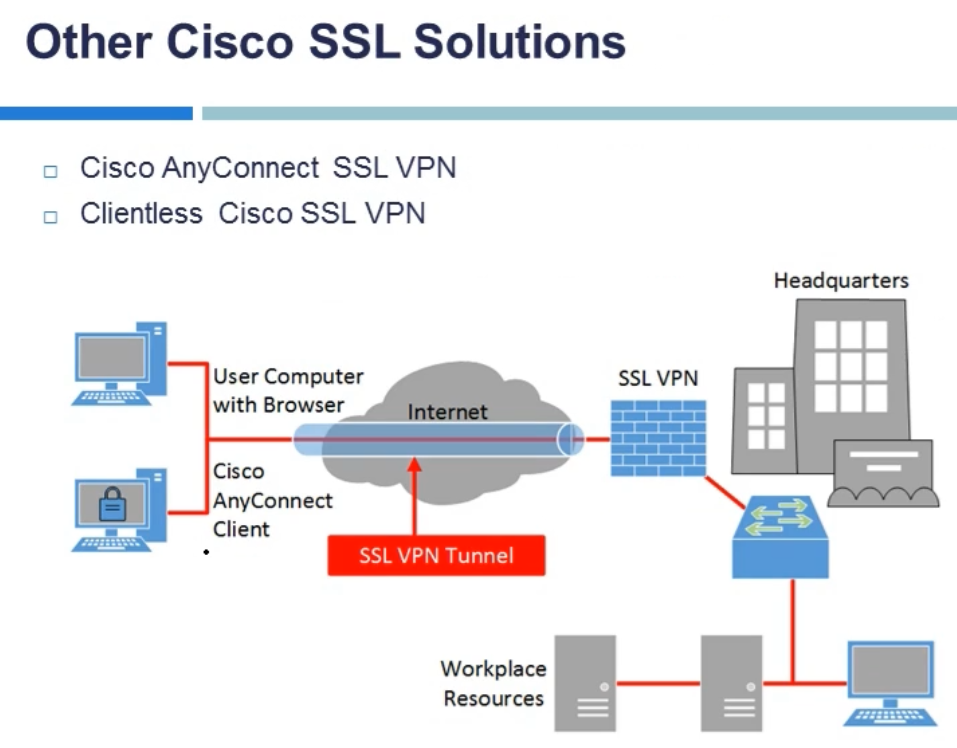 Other Cisco SSL Solutions
Cisco AnyConnect SSL VPN
Clientless Cisco SSL VPN
Headquarters
User Computer
with Browser
Internet
SSL VPN
Cisco
AnyConnect
Client
SSL VPN Tunnel
Workplace
Resources